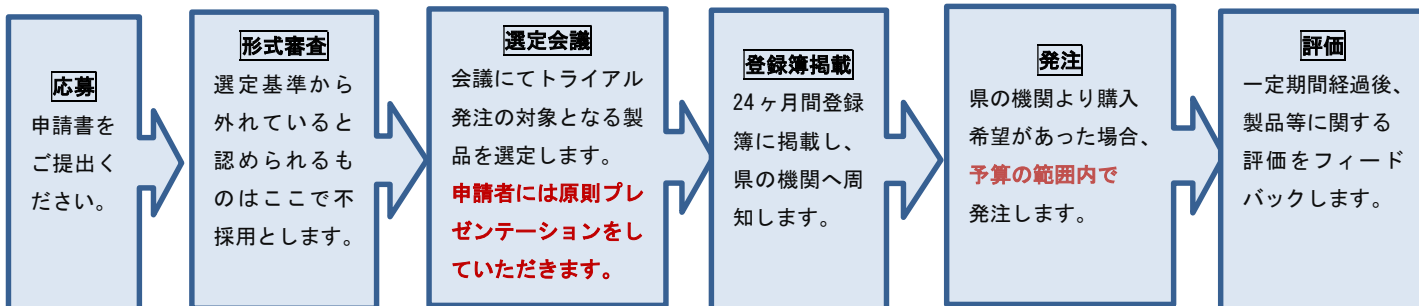 応募
申請書を
ご提出く
ださい。
形式審査
選定基準から
外れていると
認められるも
のはここで不
採用とします。
選定会議
会議にてトライアル
発注の対象となる製
品を選定します。
申請者には原則プレ
ゼンテーションをし
ていただきます。
登録簿掲載
24ヶ月間登録
簿に掲載し、
県の機関へ周
知します。
発注
県の機関より購入
希望があった場合、
予算の範囲内で
発注します。
評価
一定期間経過後、
製品等に関する
評価をフィード
バックします。